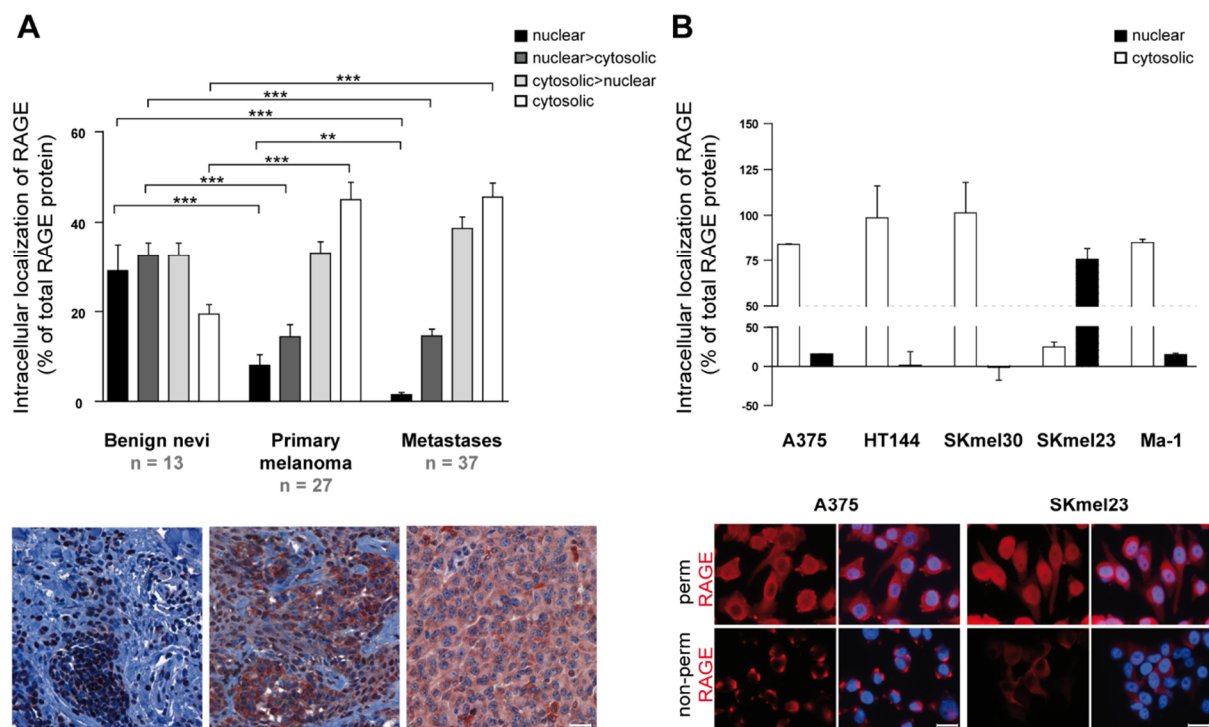 A
nuclear
nuclear>cytosolic
cytosolic>nuclear
cytosolic
Intracellular localization of RAGE
(% of total RAGE protein)
60
40
20
0
***
***
***
**
***
***
***
Benign nevi
n = 13
Primary
melanoma
n = 27
Metastases
n = 37
B
nuclear
cytosolic
Intracellular localization of RAGE
(% of total RAGE protein)
150
125
100
75
50
50
0
-50
A375
HT144
SKmel30
SKmel23
Ma-1
A375
SKmel23
perm
RAGE
non-perm
RAGE